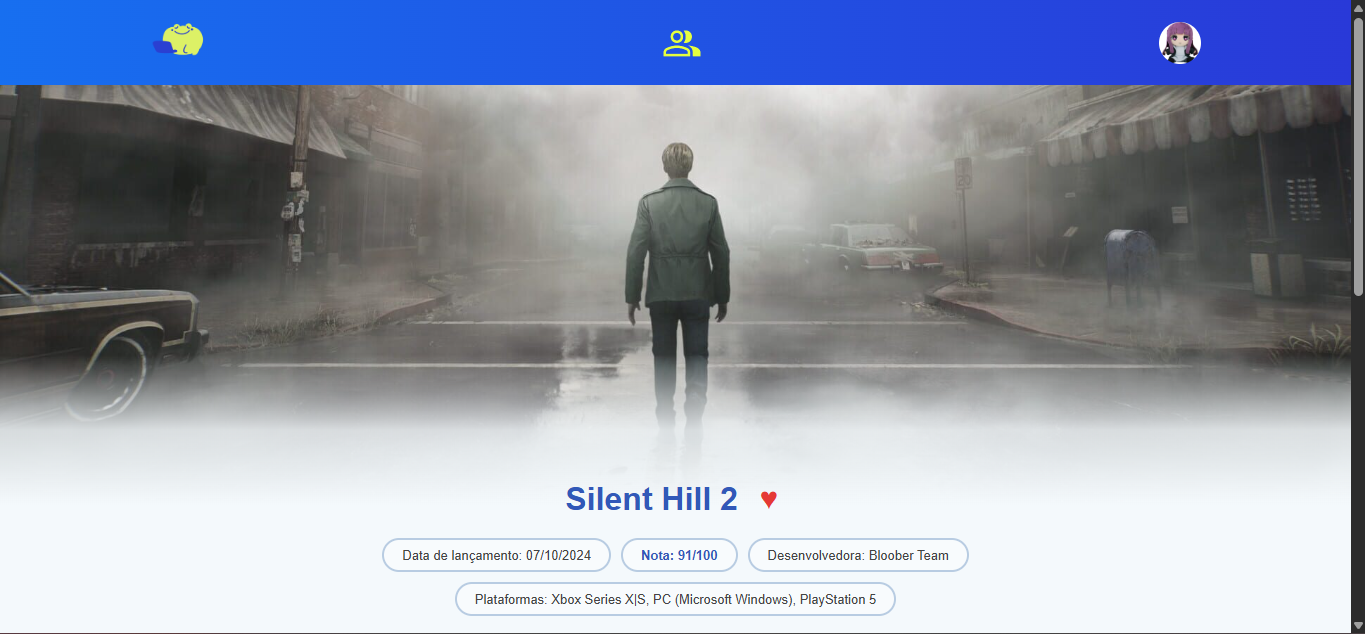 Silent Hill 2 ♥
Data de lançamento: 07/10/2024
Nota: 91/100
Desenvolvedora: Bloober Team
Plataformas: Xbox Series X|S, PC (Microsoft Windows), PlayStation 5